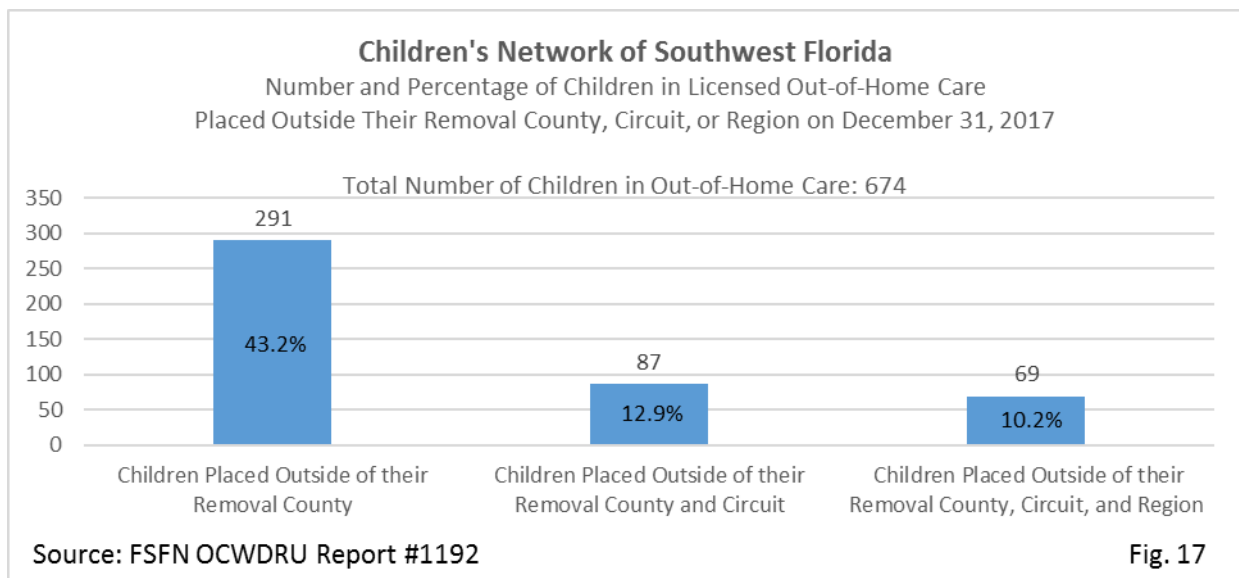 Children's Network of Southwest Florida
Number and Percentage of Children in Licensed Out-of-Home Care
Placed Outside Their Removal County, Circuit, or Region on December 31, 2017
Total Number of Children in Out-of-Home Care: 674
350
300
250
200
150
100
50
0
291
43.2%
87
12.9%
69
10.2%
Children Placed Outside of their
Removal County
Children Placed Outside of their
Removal County and Circuit
Children Placed Outside of their
Removal County, Circuit, and Region
Source: FSFN OCWDRU Report #1192
Fig. 17